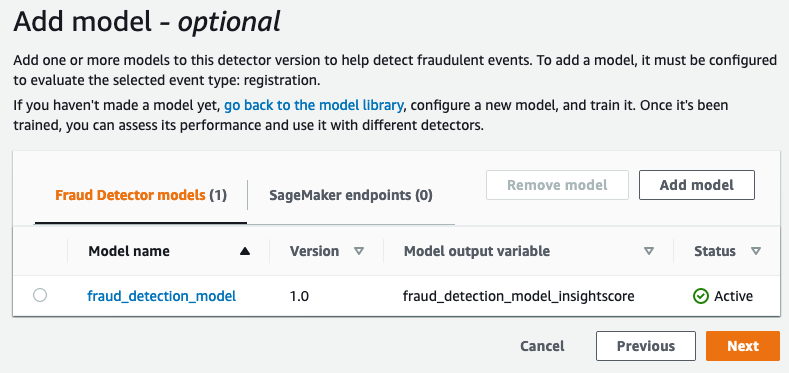 Add model - optional
Add one or more models to this detector version to help detect fraudulent events. To add a model, it must be configured
to evaluate the selected event type: registration.
If you haven't made a model yet, go back to the model library, configure a new model, and train it. Once it's been
trained, you can assess its performance and use it with different detectors.
Fraud Detector models (1) SageMaker endpoints (0) Remove model Add model
Model name Version Model output variable Status
fraud_detection_model 1.0 fraud_detection_model_insightscore Active
Cancel Previous Next